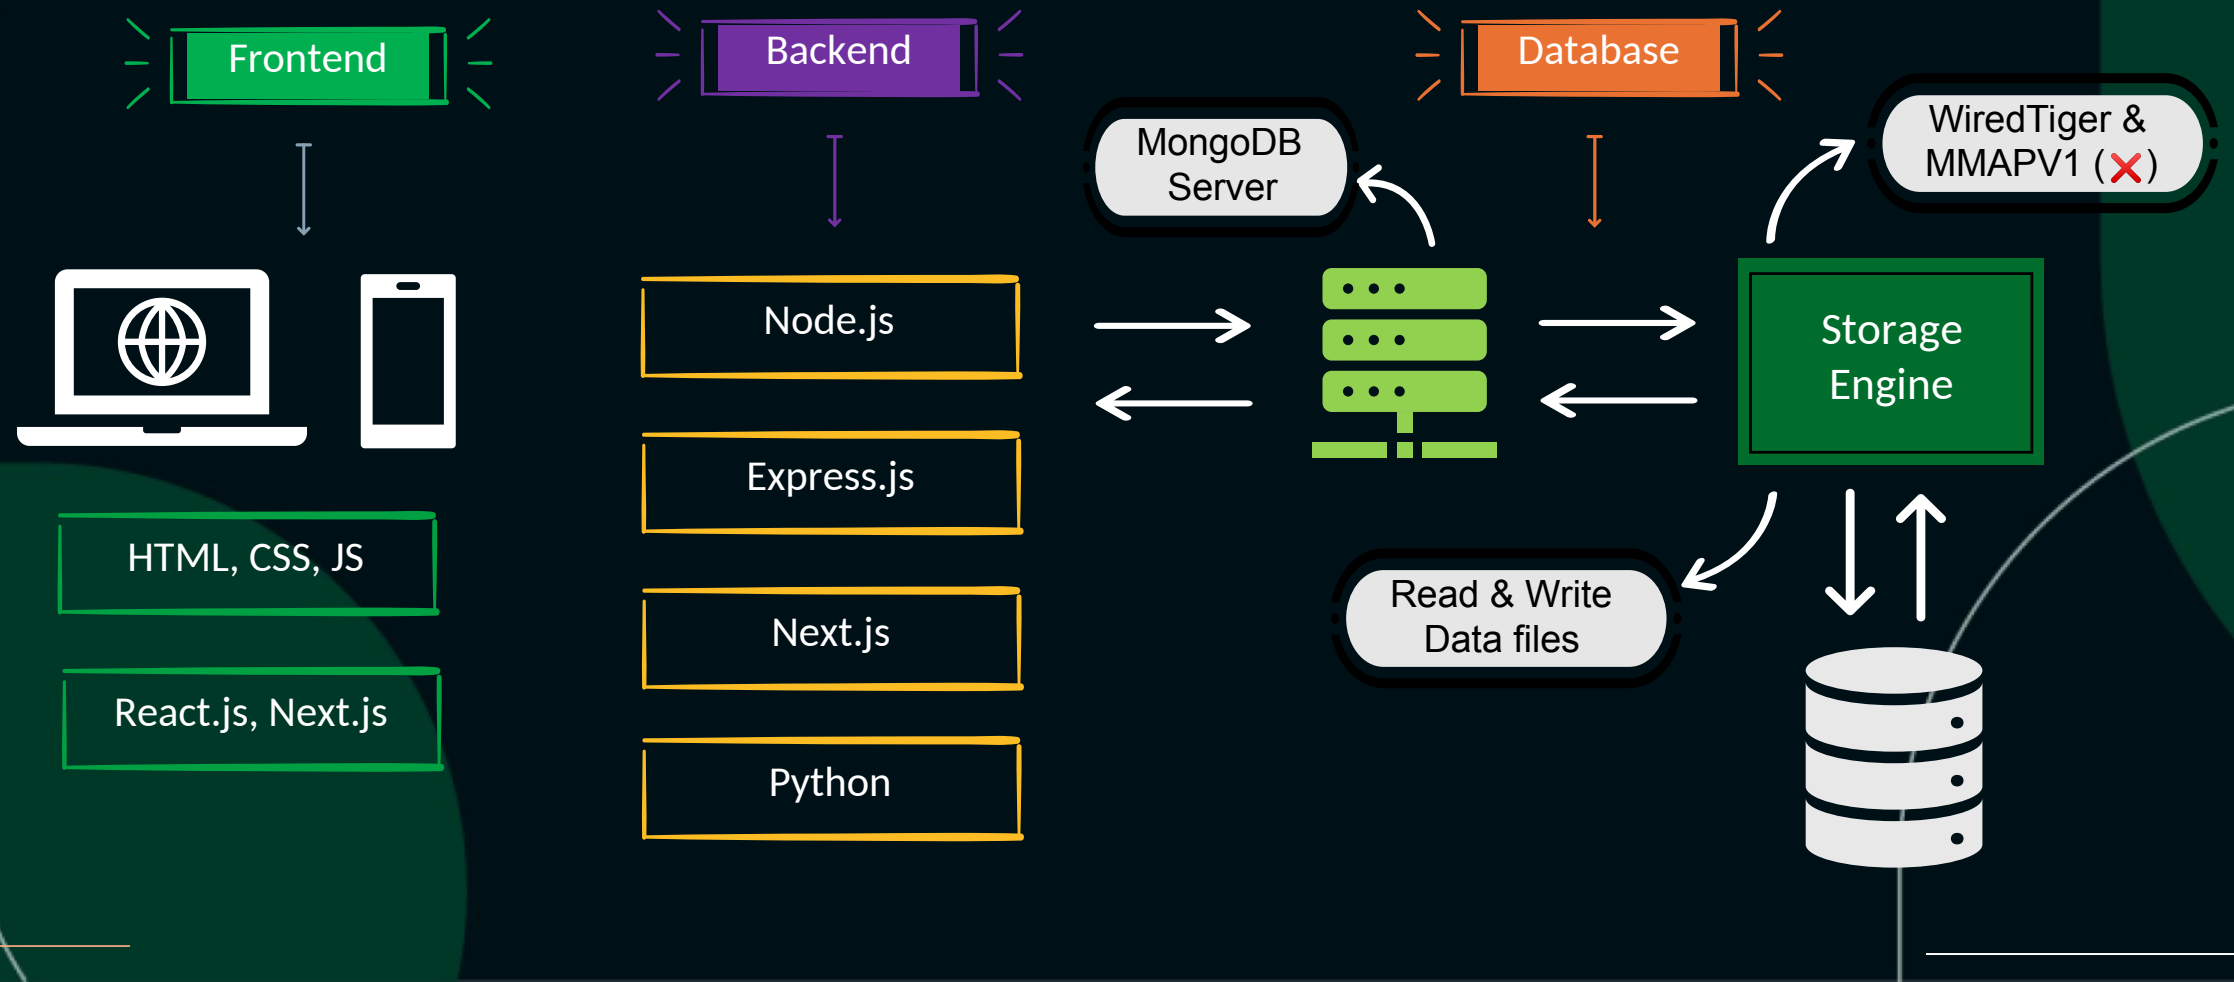 Frontend
Backend
Database
MongoDB
Server
WiredTiger &
MMAPV1 (❌)
Node.js
Storage
Engine
Express.js
HTML, CSS, JS
Next.js
Read & Write
Data files
React.js, Next.js
Python